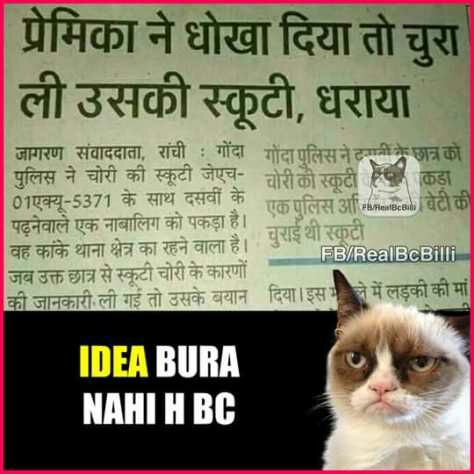 प्रेमिका ने धोखा दिया तो चुरा
ली उसकी स्कूटी, धराया
जागरण संवाददाता, रांची : गोंदा
पुलिस ने चोरी की स्कूटी जेएच-
01एक्यू-5371 के साथ दसवीं के
पढ़नेवाले एक नाबालिग को पकड़ा है।
वह कांके थाना क्षेत्र का रहने वाला है।
जब उक्त छात्र से स्कूटी चोरी के कारणों
की जानकारी ली गई तो उसके बयान
गोंदा पुलिस ने दसवीं के छात्र को
चोरी की स्कूटी
एक पुलिस बेटी की
चुराई थी स्कूटी
दिया। इस में लड़की की मां
FB/RealBcBilli
FB/RealBcBilli
IDEA BURA
NAHI H BC